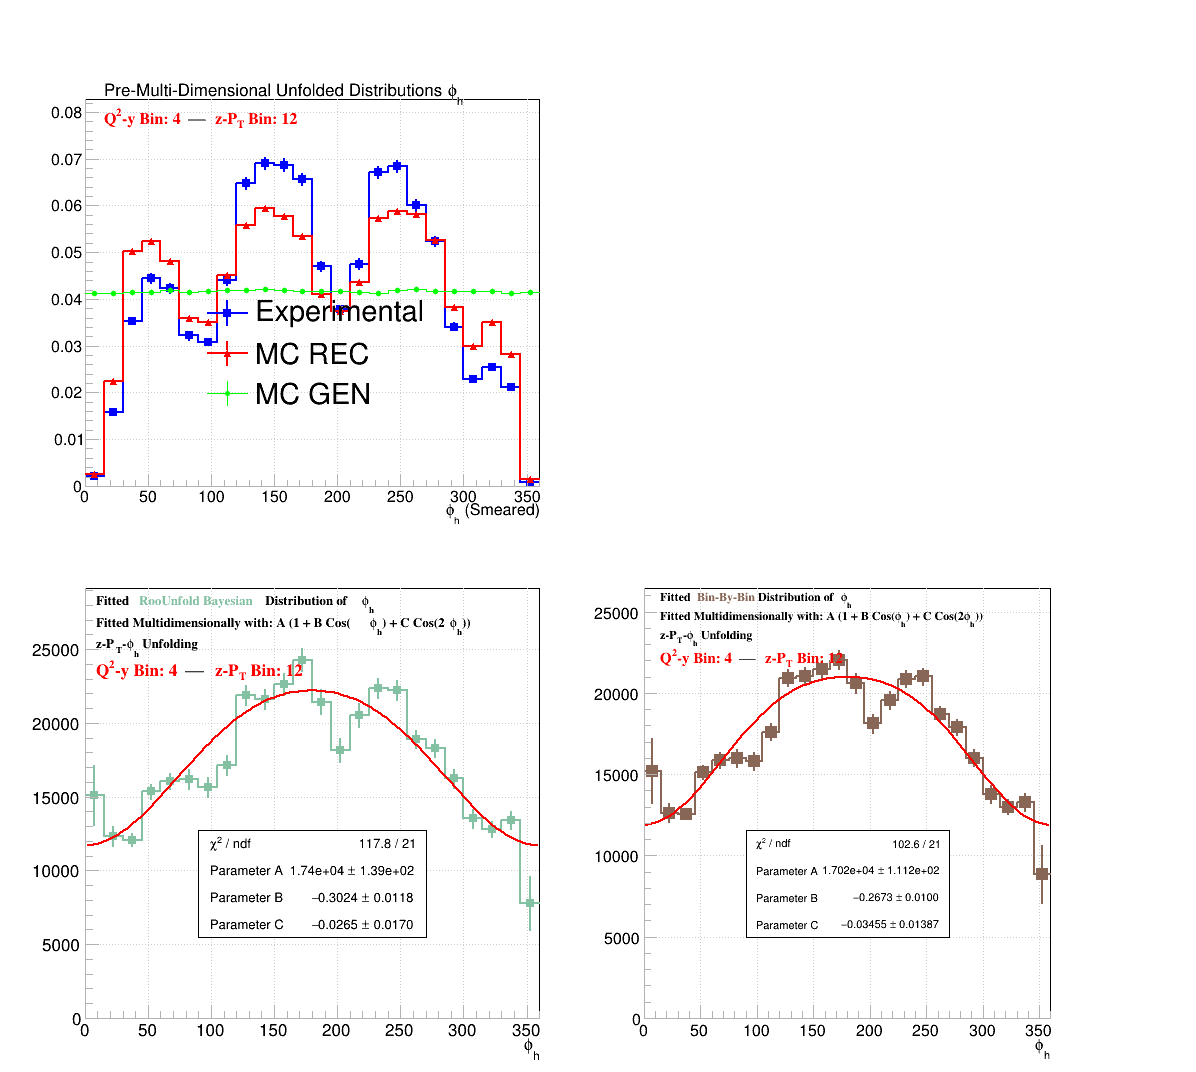 Pre-Multi-Dimensional Unfolded Distributions ϕh
Q²-y Bin: 4 — z-PT Bin: 12
0.08
0.07
0.06
0.05
0.04
0.03
0.02
0.01
0
Experimental
MC REC
MC GEN
0 50 100 150 200 250 300 350
ϕh (Smeared)
Fitted RooUnfold Bayesian Distribution of ϕh
Fitted Multidimensionally with: A (1 + B Cos( ϕh) + C Cos(2 ϕh))
z-PT-ϕh Unfolding
Q²-y Bin: 4 — z-PT Bin: 12
25000
20000
15000
10000
5000
0
χ² / ndf 117.8 / 21
Parameter A 1.74e+04 ± 1.39e+02
Parameter B −0.3024 ± 0.0118
Parameter C −0.0265 ± 0.0170
0 50 100 150 200 250 300 350
ϕh
Fitted Bin-By-Bin Distribution of ϕh
Fitted Multidimensionally with: A (1 + B Cos(ϕh) + C Cos(2ϕh))
z-PT-ϕh Unfolding
Q²-y Bin: 4 — z-PT Bin: 12
25000
20000
15000
10000
5000
0
χ² / ndf 102.6 / 21
Parameter A 1.702e+04 ± 1.112e+02
Parameter B −0.2673 ± 0.0100
Parameter C −0.03455 ± 0.01387
0 50 100 150 200 250 300 350
ϕh